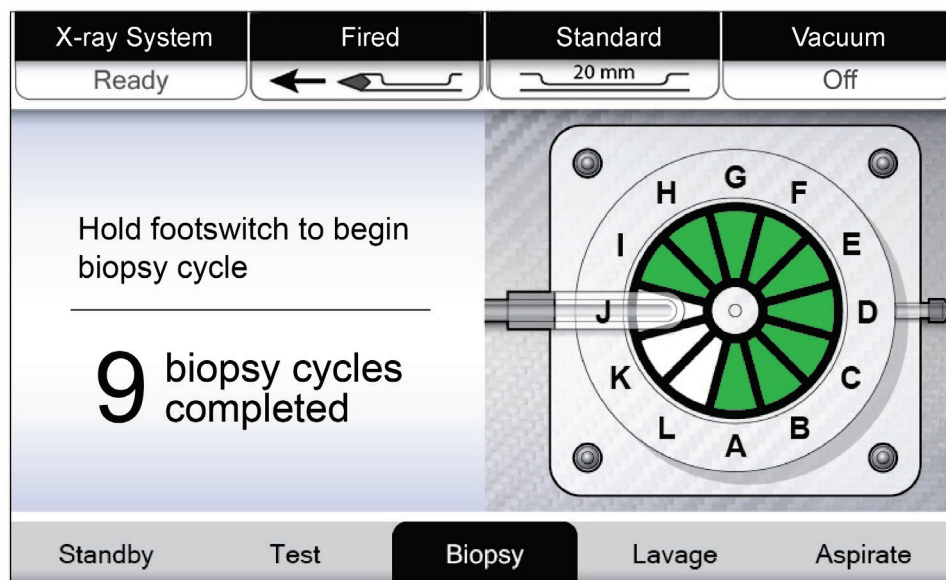 X-ray System
Fired
Standard
Vacuum
Ready
20 mm
Off
Hold footswitch to begin
biopsy cycle
9 biopsy cycles
completed
G
H
F
I
E
J
D
K
C
L
B
A
Standby
Test
Biopsy
Lavage
Aspirate